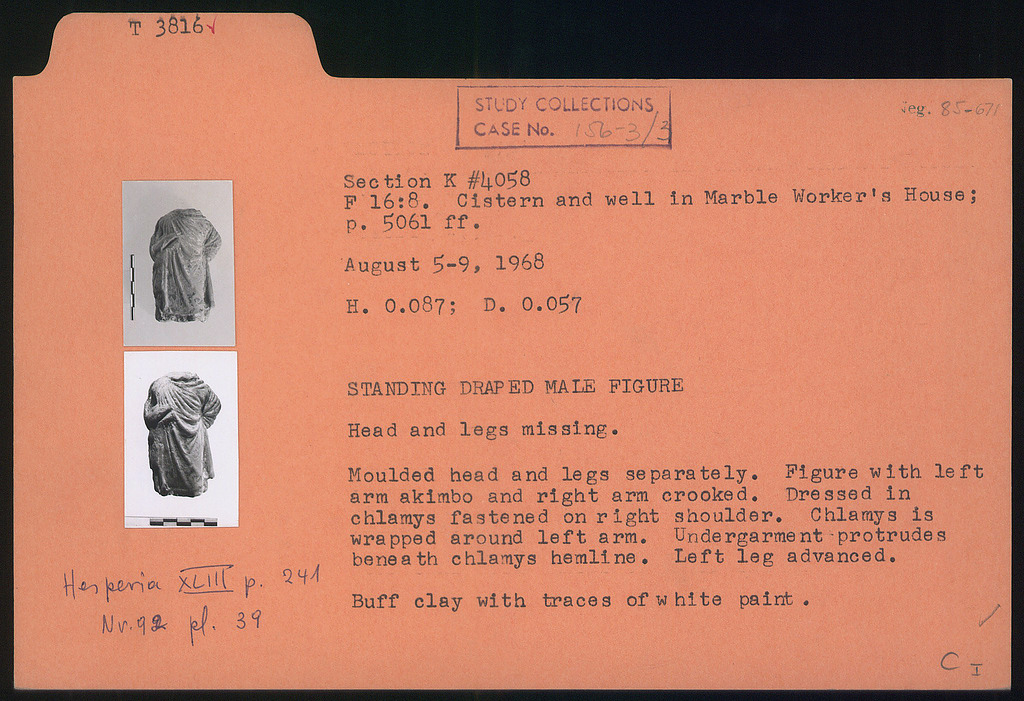 T 3816
STUDY COLLECTIONS
CASE No. 156-3/3
Neg. 85-671
Section K #4058
F 16:8. Cistern and well in Marble Worker's House;
p. 5061 ff.
August 5-9, 1968
H. 0.087; D. 0.057
STANDING DRAPED MALE FIGURE
Head and legs missing.
Moulded head and legs separately. Figure with left
arm akimbo and right arm crooked. Dressed in
chlamys fastened on right shoulder. Chlamys is
wrapped around left arm. Undergarment protrudes
beneath chlamys hemline. Left leg advanced.
Buff clay with traces of white paint.
Hesperia XLIII p. 241
Nr. 92 pl. 39
C I